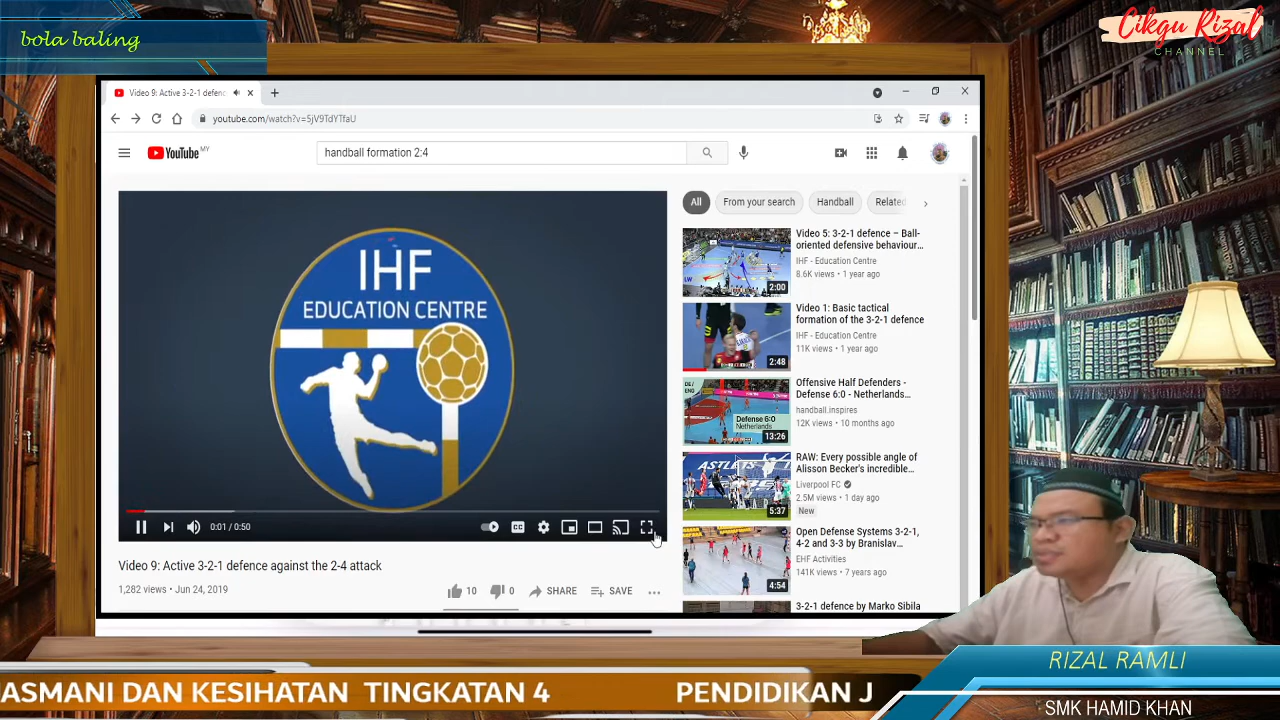 bola baling
Cikgu Rizal
CHANNEL
Video 9: Active 3-2-1 defenc
youtube.com/watch?v=5jV9TdYTfaU
YouTube MY
handball formation 2:4
IHF
EDUCATION CENTRE
0:01 / 0:50
CC
Video 9: Active 3-2-1 defence against the 2-4 attack
1,282 views • Jun 24, 2019
10
0
SHARE
SAVE
All
From your search
Handball
Related
Video 5: 3-2-1 defence – Ball-
oriented defensive behaviour...
IHF - Education Centre
8.6K views • 1 year ago
2:00
Video 1: Basic tactical
formation of the 3-2-1 defence
IHF - Education Centre
11K views • 1 year ago
2:48
Offensive Half Defenders -
Defense 6:0 - Netherlands...
handball.inspires
12K views • 10 months ago
DE/
ENG
Defense 6:0
Netherlands
13:26
RAW: Every possible angle of
Alisson Becker's incredible...
Liverpool FC
2.5M views • 1 day ago
New
5:37
Open Defense Systems 3-2-1,
4-2 and 3-3 by Branislav...
EHF Activities
141K views • 7 years ago
4:54
3-2-1 defence by Marko Sibila
RIZAL RAMLI
SMK HAMID KHAN
JASMANI DAN KESIHATAN TINGKATAN 4 PENDIDIKAN J